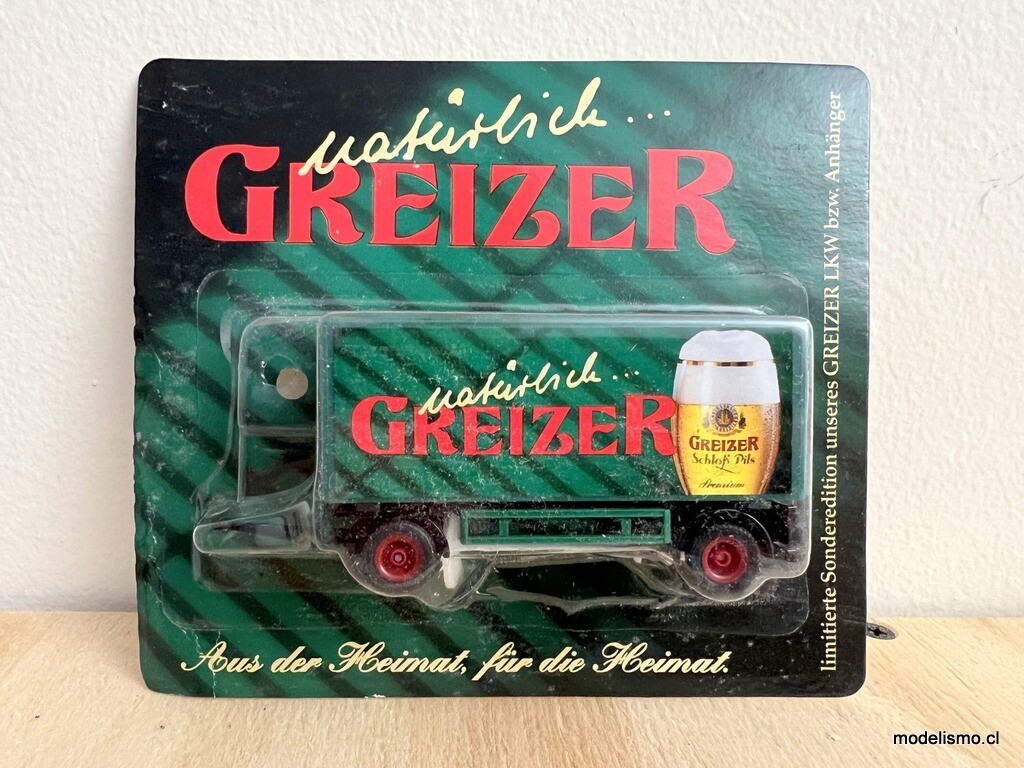 natürlich...
GREIZER
natürlich...
GREIZER
GREIZER
Schloß Pils
Premium
Aus der Heimat, für die Heimat.
limitierte Sonderedition unseres GREIZER LKW bzw. Anhänger
modelismo.cl